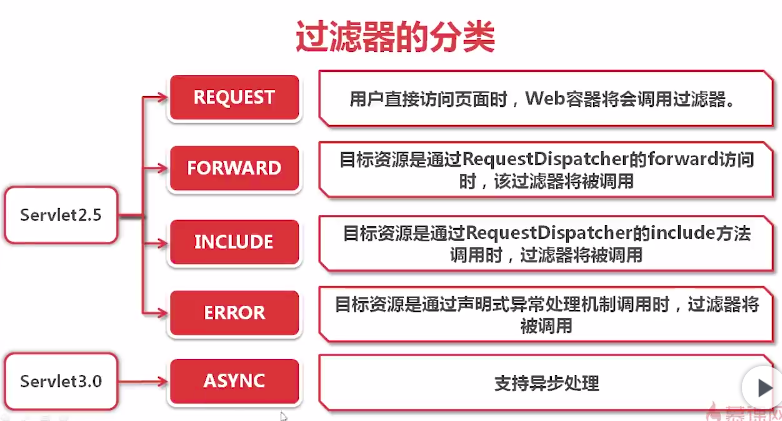 过滤器的分类
Servlet2.5
REQUEST
用户直接访问页面时，Web容器将会调用过滤器。
FORWARD
目标资源是通过RequestDispatcher的forward访问
时，该过滤器将被调用
INCLUDE
目标资源是通过RequestDispatcher的include方法
调用时，过滤器将被调用
ERROR
目标资源是通过声明式异常处理机制调用时，过滤器将
被调用
Servlet3.0
ASYNC
支持异步处理
慕课网